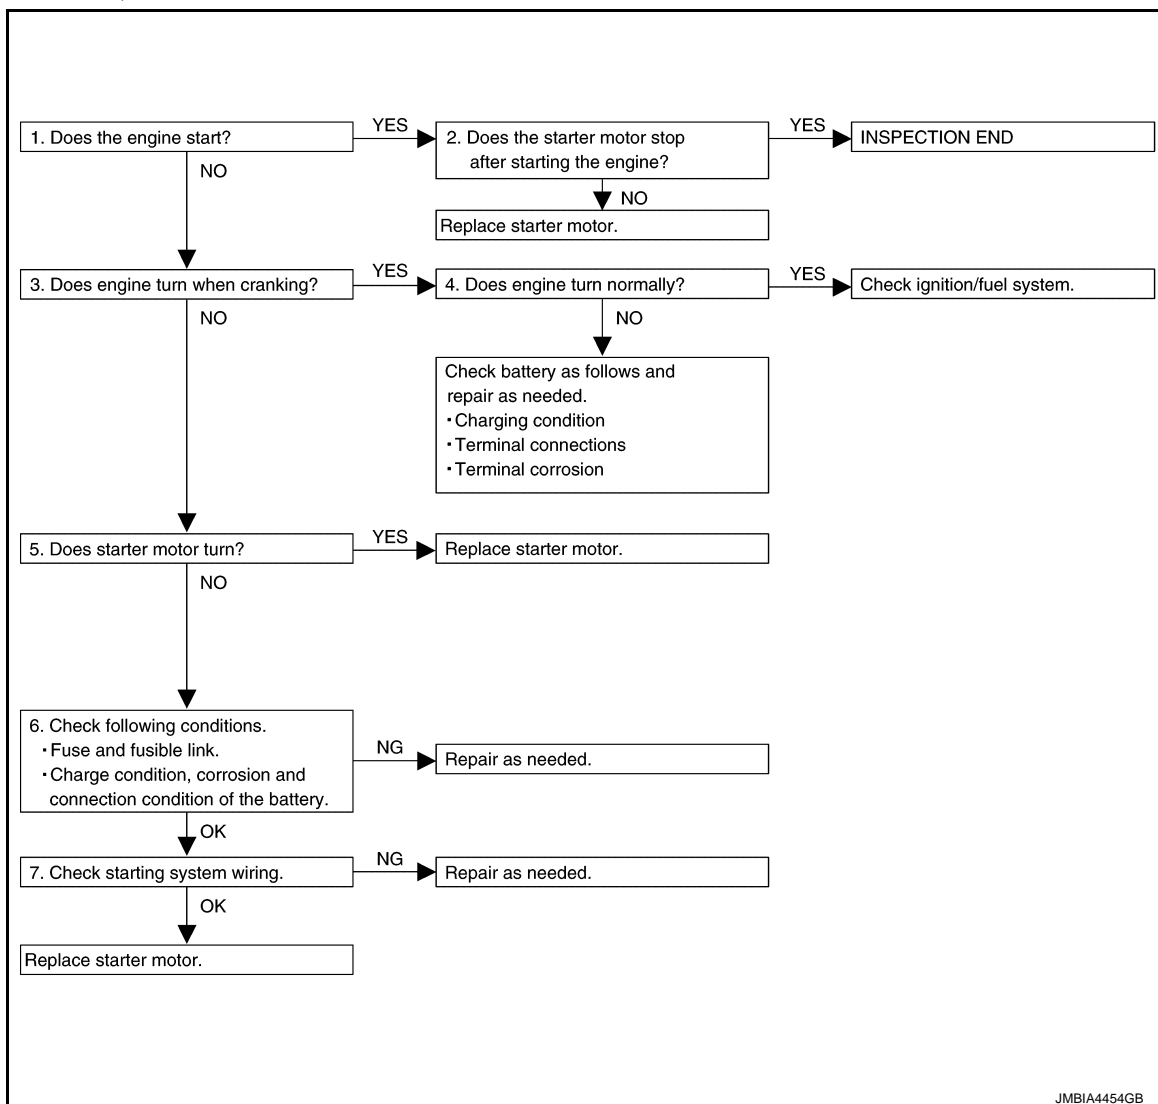 1. Does the engine start?
YES
2. Does the starter motor stop
after starting the engine?
YES
INSPECTION END
NO
NO
Replace starter motor.
3. Does engine turn when cranking?
YES
4. Does engine turn normally?
YES
Check ignition/fuel system.
NO
NO
Check battery as follows and
repair as needed.
・Charging condition
・Terminal connections
・Terminal corrosion
5. Does starter motor turn?
YES
Replace starter motor.
NO
6. Check following conditions.
・Fuse and fusible link.
・Charge condition, corrosion and
connection condition of the battery.
NG
Repair as needed.
OK
7. Check starting system wiring.
NG
Repair as needed.
OK
Replace starter motor.
JMBIA4454GB